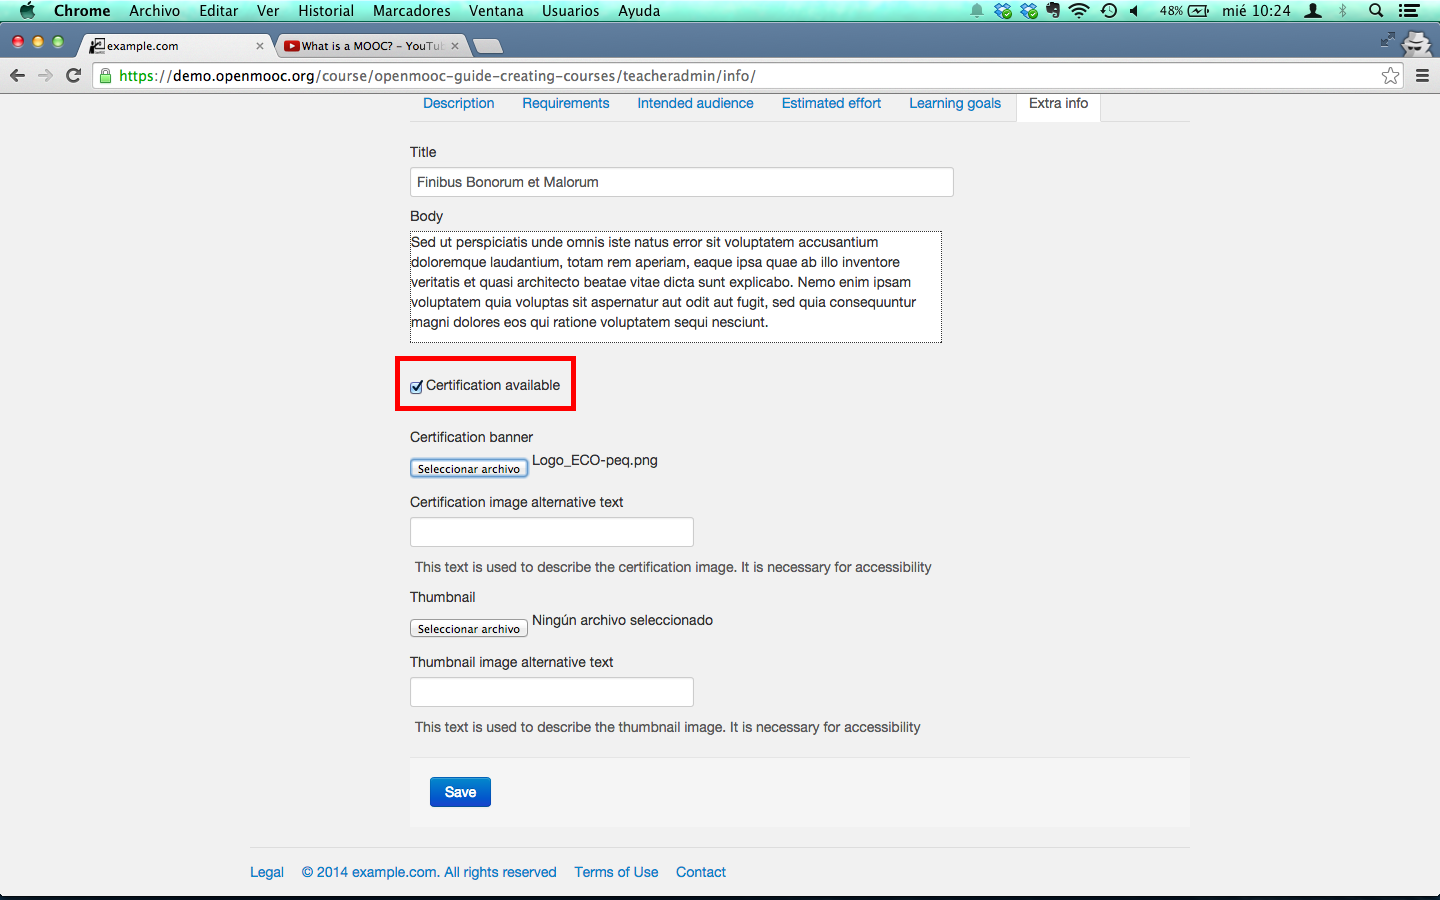 Chrome Archivo Editar Ver Historial Marcadores Ventana Usuarios Ayuda 48% mié 10:24
example.com What is a MOOC? – YouTu
https://demo.openmooc.org/course/openmooc-guide-creating-courses/teacheradmin/info/
Description Requirements Intended audience Estimated effort Learning goals Extra info
Title
Finibus Bonorum et Malorum
Body
Sed ut perspiciatis unde omnis iste natus error sit voluptatem accusantium
doloremque laudantium, totam rem aperiam, eaque ipsa quae ab illo inventore
veritatis et quasi architecto beatae vitae dicta sunt explicabo. Nemo enim ipsam
voluptatem quia voluptas sit aspernatur aut odit aut fugit, sed quia consequuntur
magni dolores eos qui ratione voluptatem sequi nesciunt.
Certification available
Certification banner
Seleccionar archivo Logo_ECO-peq.png
Certification image alternative text
This text is used to describe the certification image. It is necessary for accessibility
Thumbnail
Seleccionar archivo Ningún archivo seleccionado
Thumbnail image alternative text
This text is used to describe the thumbnail image. It is necessary for accessibility
Save
Legal © 2014 example.com. All rights reserved Terms of Use Contact